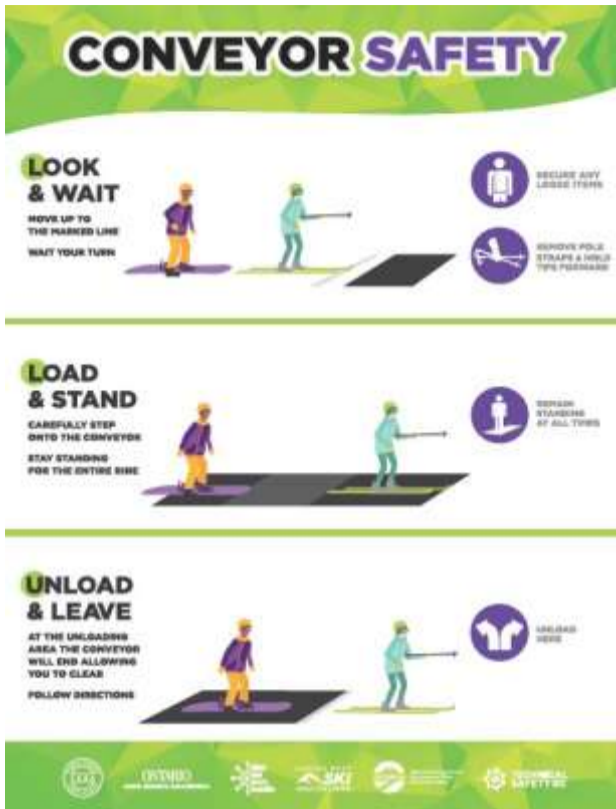 CONVEYOR SAFETY
LOOK
& WAIT
MOVE UP TO
THE MARKED LINE
WAIT YOUR TURN
SECURE ANY
LOOSE ITEMS
REMOVE POLE
STRAPS & HOLD
TIPS FORWARD
LOAD
& STAND
CAREFULLY STEP
ONTO THE CONVEYOR
STAY STANDING
FOR THE ENTIRE RIDE
REMAIN
STANDING
AT ALL TIMES
UNLOAD
& LEAVE
AT THE UNLOADING
AREA THE CONVEYOR
WILL END ALLOWING
YOU TO CLEAR
FOLLOW DIRECTIONS
UNLOAD
HERE
ONTARIO
SKI
TECHNICAL
SAFETY BC